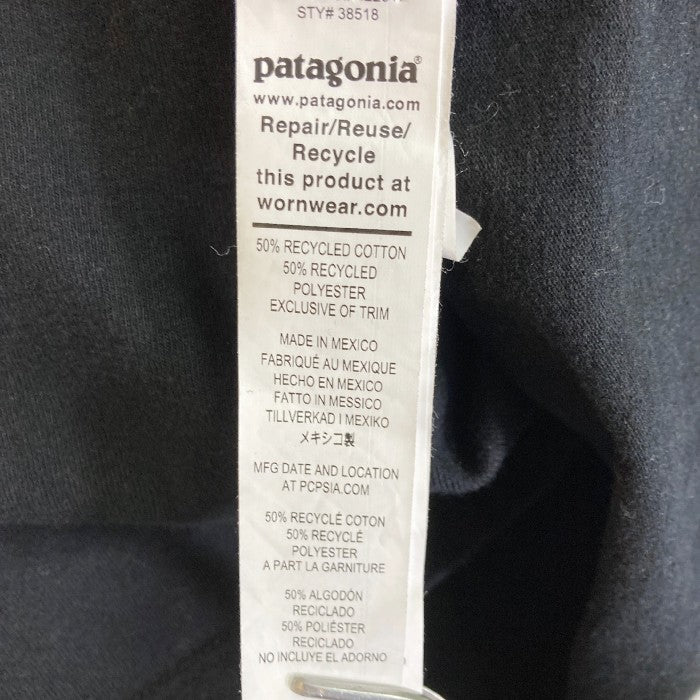 STY# 38518
patagonia®
www.patagonia.com
Repair/Reuse/
Recycle
this product at
wornwear.com
50% RECYCLED COTTON
50% RECYCLED
POLYESTER
EXCLUSIVE OF TRIM
MADE IN MEXICO
FABRIQUÉ AU MEXIQUE
HECHO EN MEXICO
FATTO IN MESSICO
TILLVERKAD I MEXIKO
メキシコ製
MFG DATE AND LOCATION
AT PCPSIA.COM
50% RECYCLÉ COTON
50% RECYCLÉ
POLYESTER
A PART LA GARNITURE
50% ALGODÓN
RECICLADO
50% POLIÉSTER
RECICLADO
NO INCLUYE EL ADORNO